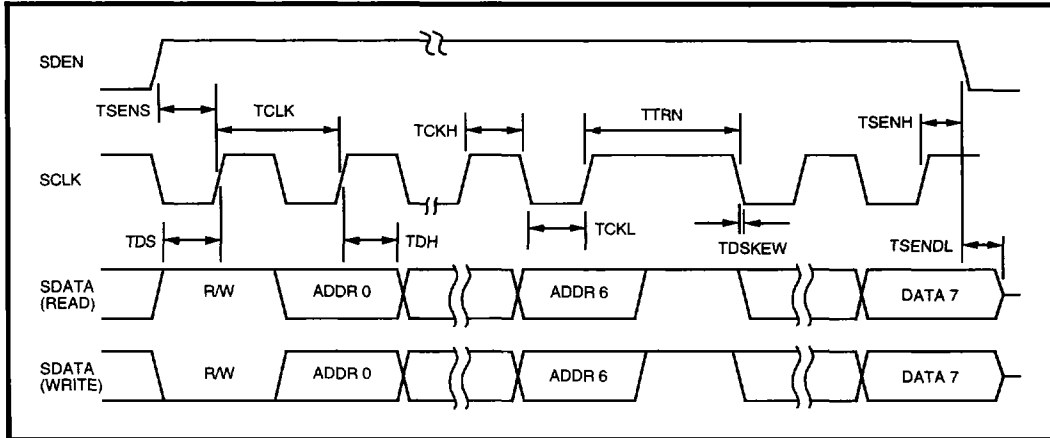 SDEN
TSENS
TCLK
TCKH
TTRN
TSENH
SCLK
TDS
TDH
TCKL
TDSKEW
TSENDL
SDATA
(READ)
R/W
ADDR 0
ADDR 6
DATA 7
SDATA
(WRITE)
R/W
ADDR 0
ADDR 6
DATA 7